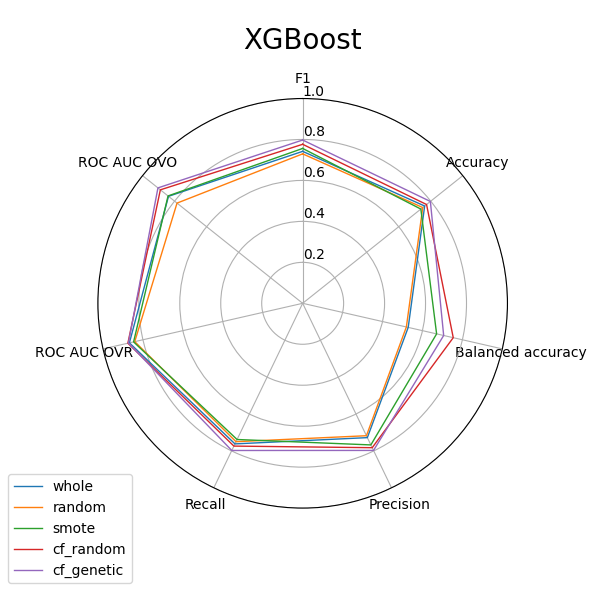 XGBoost
F1
1.0
0.8
0.6
0.4
0.2
ROC AUC OVO
Accuracy
ROC AUC OVR
Balanced accuracy
Recall
Precision
whole
random
smote
cf_random
cf_genetic